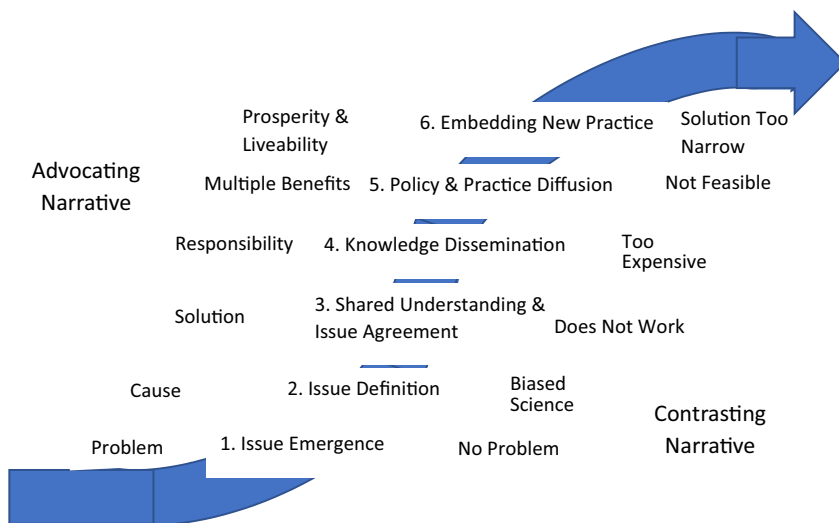 Prosperity &
Liveability
6. Embedding New Practice
Solution Too
Narrow
Advocating
Narrative
Multiple Benefits
5. Policy & Practice Diffusion
Not Feasible
Responsibility
4. Knowledge Dissemination
Too
Expensive
Solution
3. Shared Understanding &
Issue Agreement
Does Not Work
Cause
2. Issue Definition
Biased
Science
Contrasting
Narrative
Problem
1. Issue Emergence
No Problem